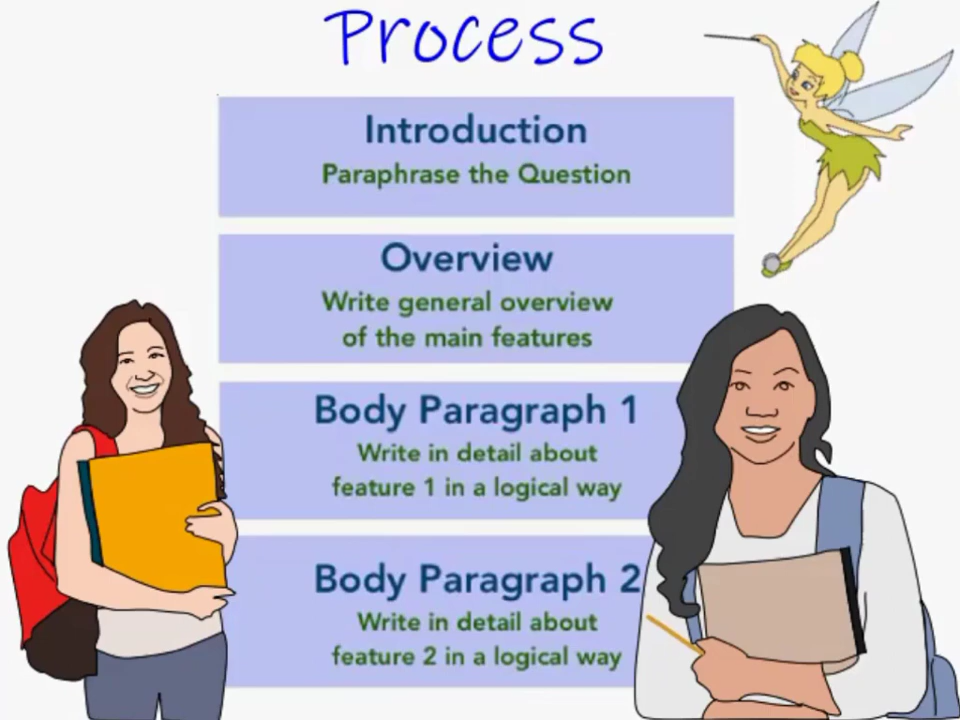 Process
Introduction
Paraphrase the Question
Overview
Write general overview
of the main features
Body Paragraph 1
Write in detail about
feature 1 in a logical way
Body Paragraph 2
Write in detail about
feature 2 in a logical way